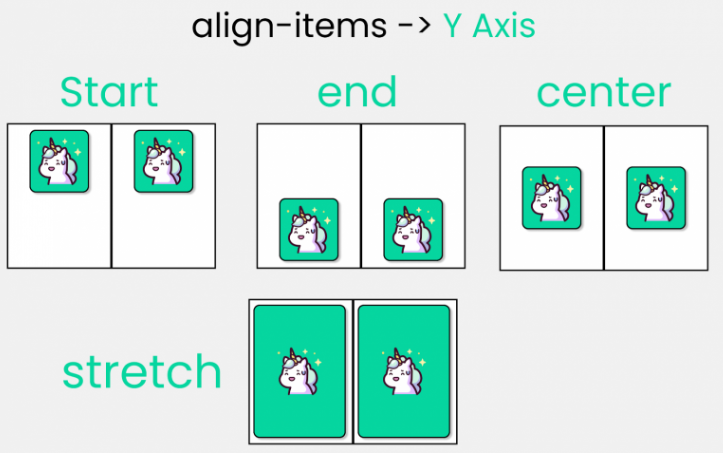 align-items -> Y Axis
Start
end
center
stretch